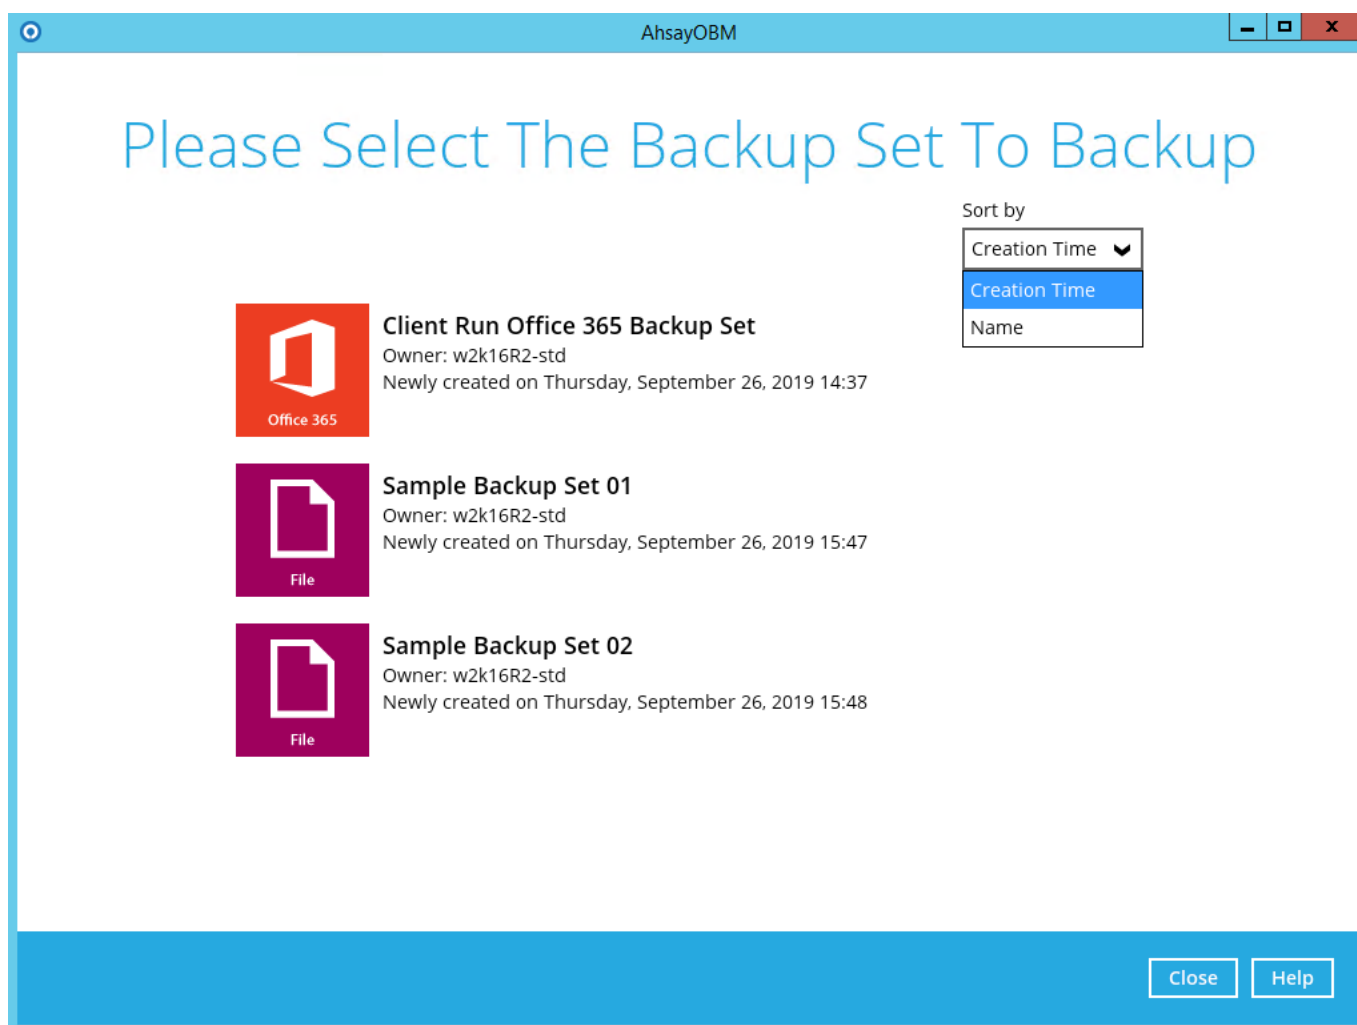 AhsayOBM
Please Select The Backup Set To Backup
Sort by
Creation Time
Creation Time
Name
Client Run Office 365 Backup Set
Owner: w2k16R2-std
Newly created on Thursday, September 26, 2019 14:37
Office 365
Sample Backup Set 01
Owner: w2k16R2-std
Newly created on Thursday, September 26, 2019 15:47
File
Sample Backup Set 02
Owner: w2k16R2-std
Newly created on Thursday, September 26, 2019 15:48
File
Close
Help